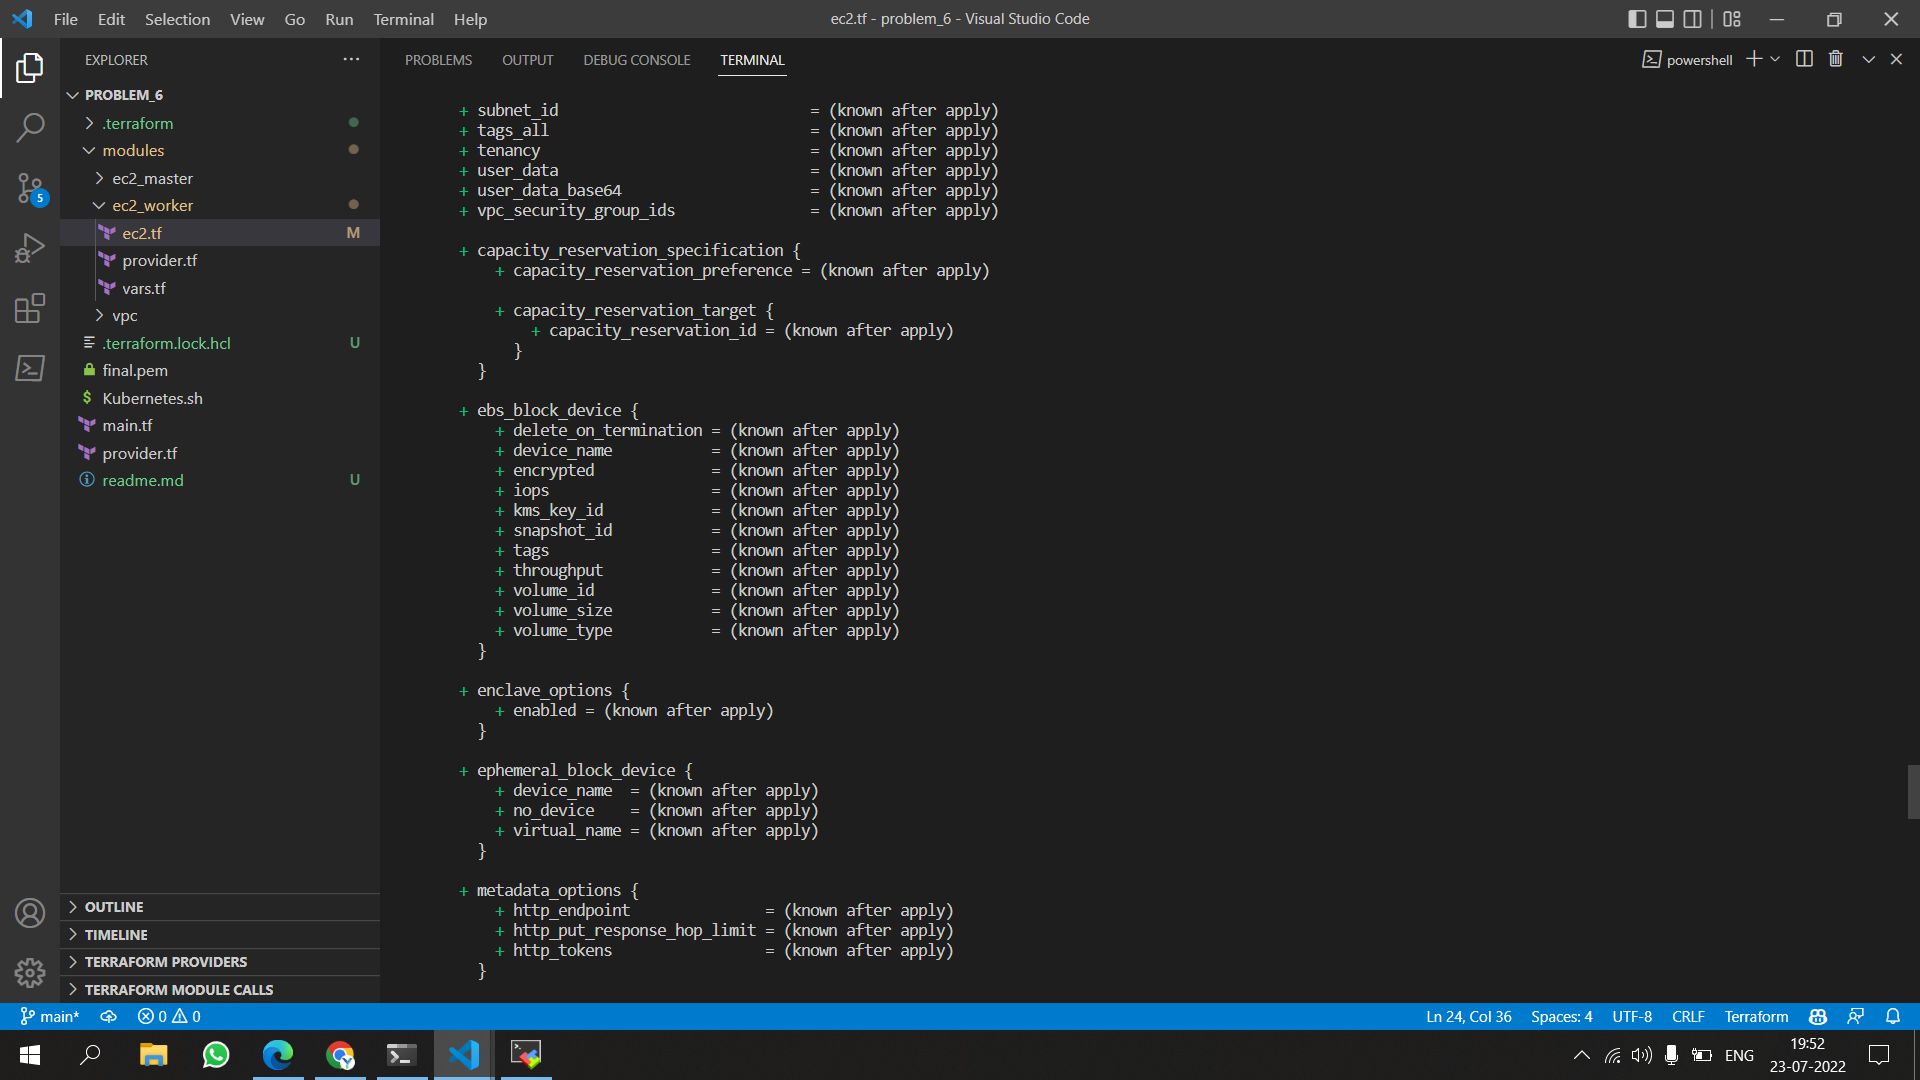 File Edit Selection View Go Run Terminal Help
ec2.tf - problem_6 - Visual Studio Code
EXPLORER
PROBLEM_6
.terraform
modules
ec2_master
ec2_worker
ec2.tf M
provider.tf
vars.tf
vpc
.terraform.lock.hcl U
final.pem
$ Kubernetes.sh
main.tf
provider.tf
readme.md U
OUTLINE
TIMELINE
TERRAFORM PROVIDERS
TERRAFORM MODULE CALLS
5
PROBLEMS OUTPUT DEBUG CONSOLE TERMINAL
powershell
+ subnet_id = (known after apply)
+ tags_all = (known after apply)
+ tenancy = (known after apply)
+ user_data = (known after apply)
+ user_data_base64 = (known after apply)
+ vpc_security_group_ids = (known after apply)
+ capacity_reservation_specification {
+ capacity_reservation_preference = (known after apply)
+ capacity_reservation_target {
+ capacity_reservation_id = (known after apply)
}
}
+ ebs_block_device {
+ delete_on_termination = (known after apply)
+ device_name = (known after apply)
+ encrypted = (known after apply)
+ iops = (known after apply)
+ kms_key_id = (known after apply)
+ snapshot_id = (known after apply)
+ tags = (known after apply)
+ throughput = (known after apply)
+ volume_id = (known after apply)
+ volume_size = (known after apply)
+ volume_type = (known after apply)
}
+ enclave_options {
+ enabled = (known after apply)
}
+ ephemeral_block_device {
+ device_name = (known after apply)
+ no_device = (known after apply)
+ virtual_name = (known after apply)
}
+ metadata_options {
+ http_endpoint = (known after apply)
+ http_put_response_hop_limit = (known after apply)
+ http_tokens = (known after apply)
}
main* 0 0
Ln 24, Col 36 Spaces: 4 UTF-8 CRLF Terraform
ENG
19:52
23-07-2022